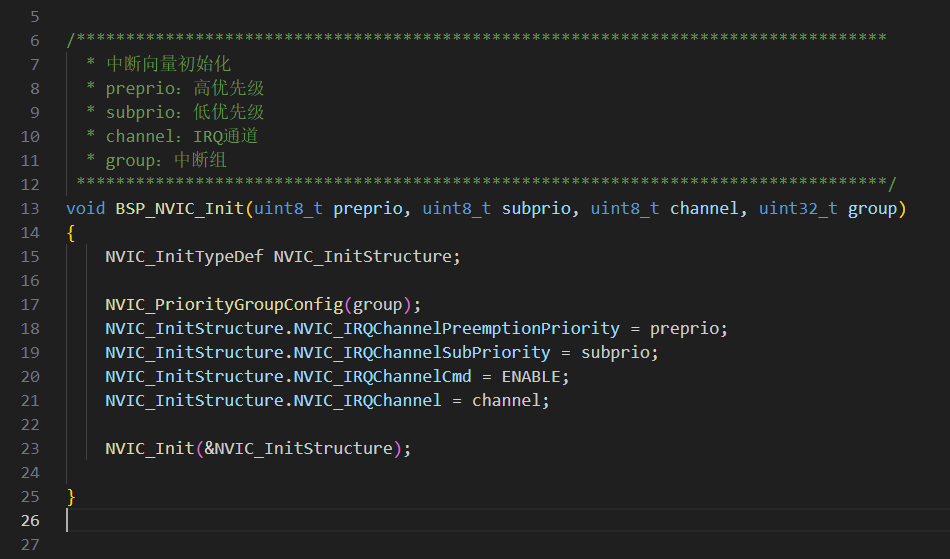 5
6 /***********************************************************************************
7 * 中断向量初始化
8 * preprio：高优先级
9 * subprio：低优先级
10 * channel：IRQ通道
11 * group：中断组
12 ***********************************************************************************/
13 void BSP_NVIC_Init(uint8_t preprio, uint8_t subprio, uint8_t channel, uint32_t group)
14 {
15 NVIC_InitTypeDef NVIC_InitStructure;
16
17 NVIC_PriorityGroupConfig(group);
18 NVIC_InitStructure.NVIC_IRQChannelPreemptionPriority = preprio;
19 NVIC_InitStructure.NVIC_IRQChannelSubPriority = subprio;
20 NVIC_InitStructure.NVIC_IRQChannelCmd = ENABLE;
21 NVIC_InitStructure.NVIC_IRQChannel = channel;
22
23 NVIC_Init(&NVIC_InitStructure);
24
25 }
26
27